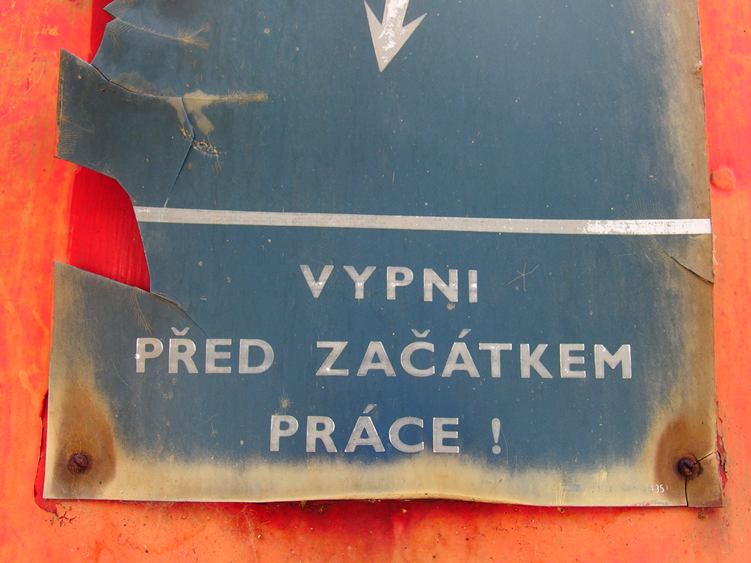 VYPNI
PŘED ZAČÁTKEM
PRÁCE !